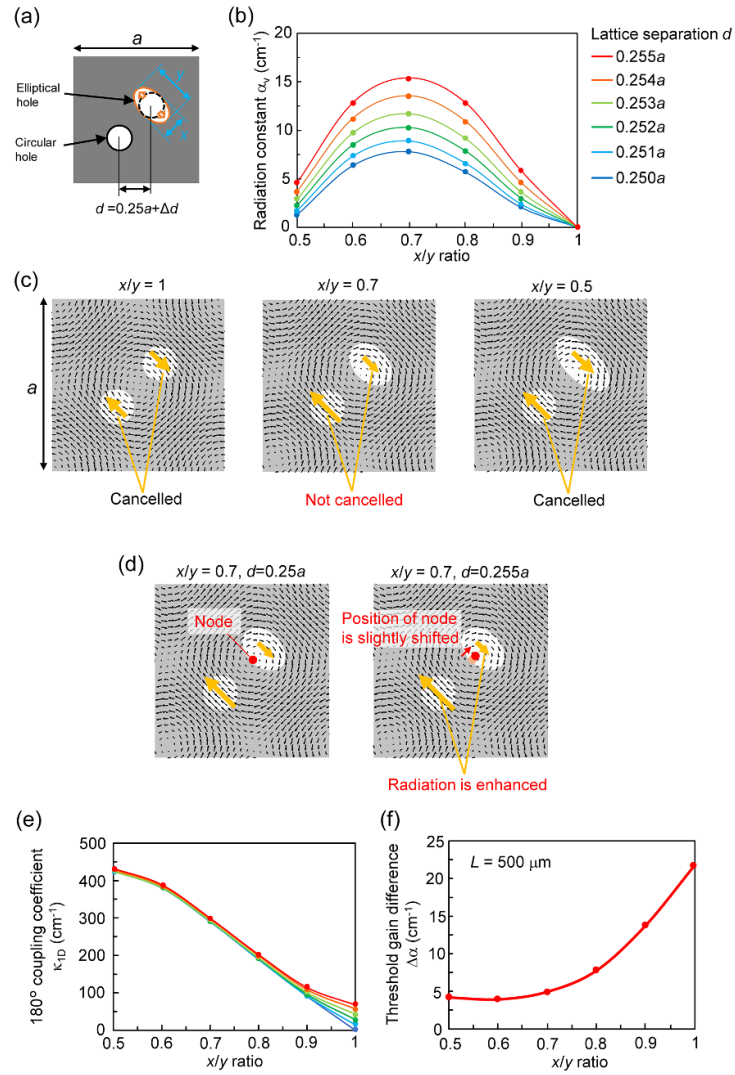 (a)
a
Elliptical
hole
y
x
Circular
hole
d =0.25a+Δd
(b)
Radiation constant αv (cm-1)
20
15
10
5
0
0.5 0.6 0.7 0.8 0.9 1
x/y ratio
Lattice separation d
0.255a
0.254a
0.253a
0.252a
0.251a
0.250a
(c)
x/y = 1
x/y = 0.7
x/y = 0.5
a
Cancelled
Not cancelled
Cancelled
(d)
x/y = 0.7, d=0.25a
x/y = 0.7, d=0.255a
Node
Position of node
is slightly shifted
Radiation is enhanced
(e)
180° coupling coefficient
κ1D (cm-1)
500
400
300
200
100
0
0.5 0.6 0.7 0.8 0.9 1
x/y ratio
(f)
Threshold gain difference
Δα (cm-1)
25
20
15
10
5
0
L = 500 μm
0.5 0.6 0.7 0.8 0.9 1
x/y ratio